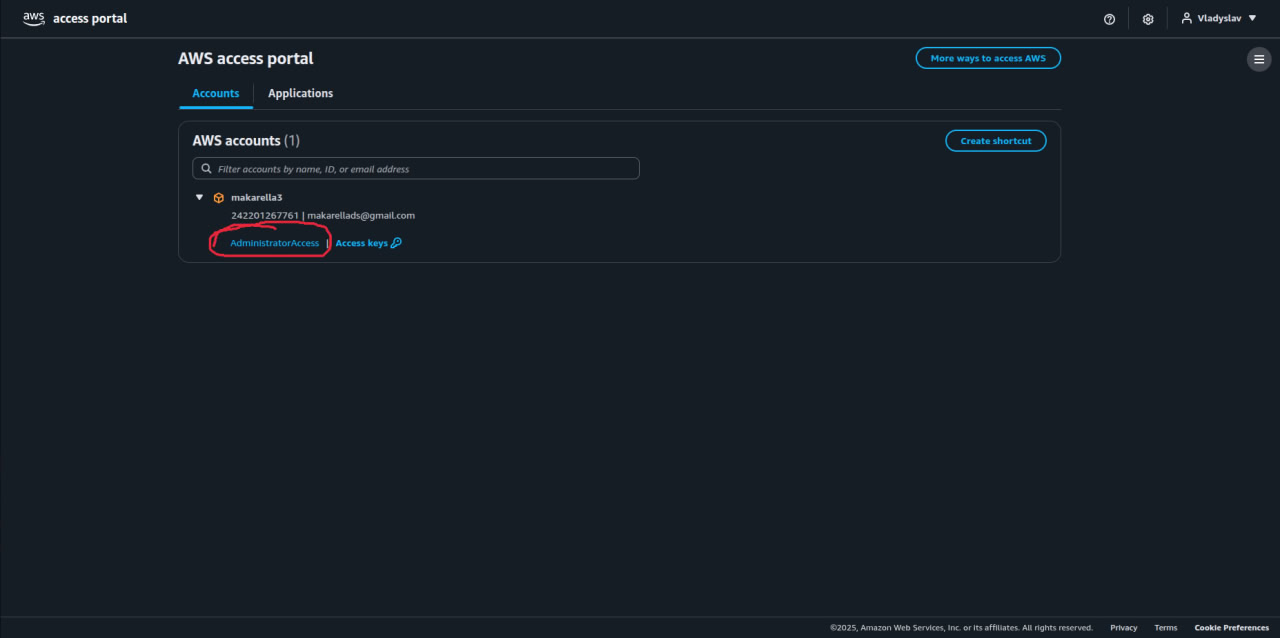 aws access portal
Vladyslav
AWS access portal
More ways to access AWS
Accounts
Applications
AWS accounts (1)
Create shortcut
Filter accounts by name, ID, or email address
makarella3
242201267761 | makarellads@gmail.com
AdministratorAccess | Access keys
©2025, Amazon Web Services, Inc. or its affiliates. All rights reserved. Privacy Terms Cookie Preferences